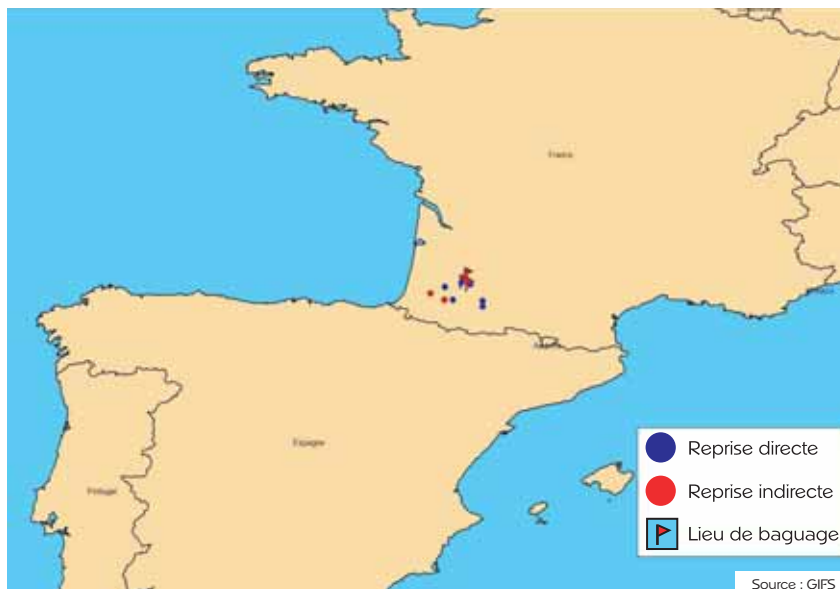 France
Espagne
Portugal
Reprise directe
Reprise indirecte
Lieu de baguage
Source : GIFS